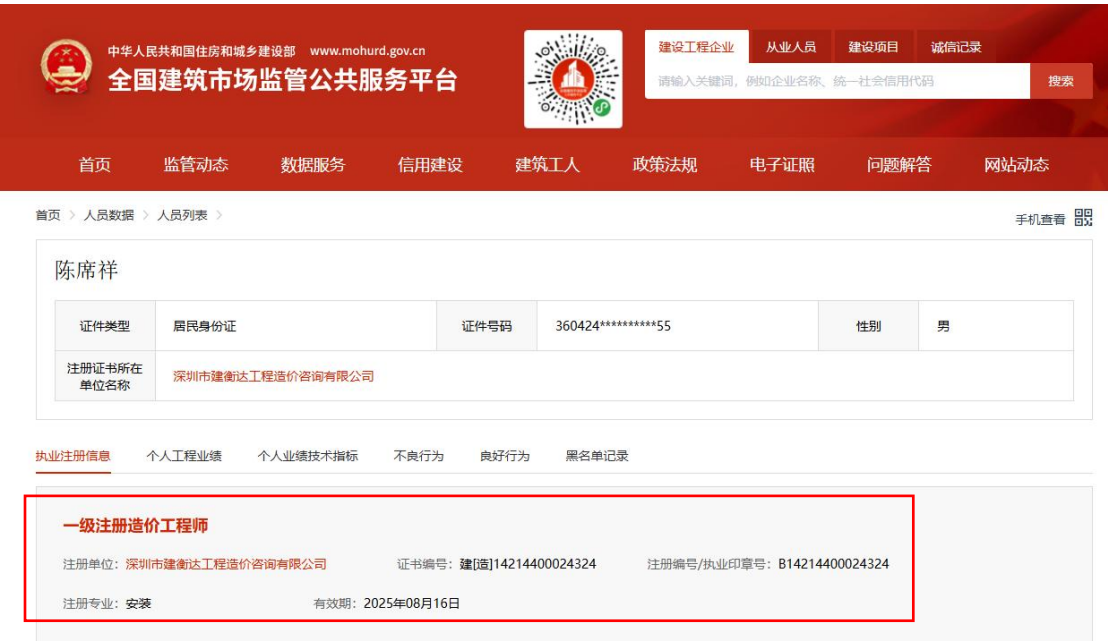 中华人民共和国住房和城乡建设部 www.mohurd.gov.cn
全国建筑市场监管公共服务平台
建设工程企业 从业人员 建设项目 诚信记录
请输入关键词，例如企业名称、统一社会信用代码 搜索
首页 监管动态 数据服务 信用建设 建筑工人 政策法规 电子证照 问题解答 网站动态
首页 > 人员数据 > 人员列表 >
手机查看
陈席祥
证件类型 居民身份证 证件号码 360424**********55 性别 男
注册证书所在
单位名称
深圳市建衡达工程造价咨询有限公司
执业注册信息 个人工程业绩 个人业绩技术指标 不良行为 良好行为 黑名单记录
一级注册造价工程师
注册单位：深圳市建衡达工程造价咨询有限公司 证书编号：建[造]14214400024324 注册编号/执业印章号：B14214400024324
注册专业：安装 有效期：2025年08月16日